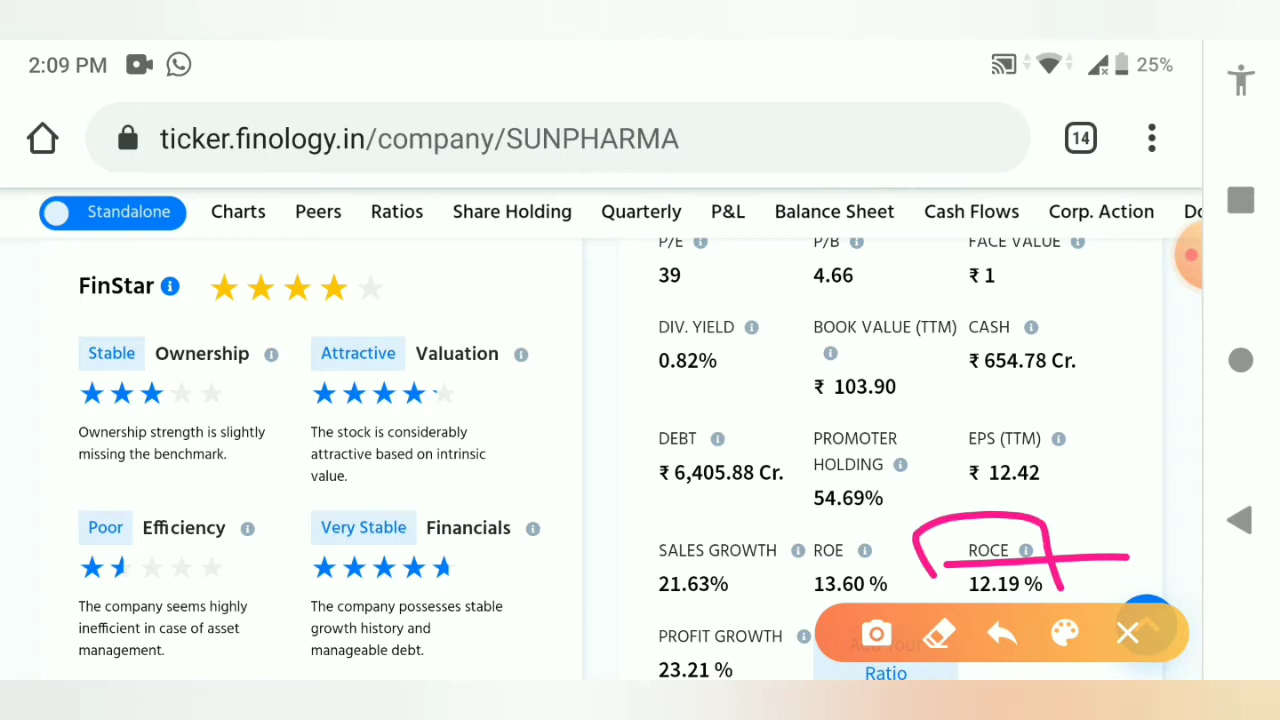 2:09 PM 25%
ticker.finology.in/company/SUNPHARMA 14
Standalone Charts Peers Ratios Share Holding Quarterly P&L Balance Sheet Cash Flows Corp. Action
FinStar
Stable Ownership
Ownership strength is slightly
missing the benchmark.
Attractive Valuation
The stock is considerably
attractive based on intrinsic
value.
Poor Efficiency
The company seems highly
inefficient in case of asset
management.
Very Stable Financials
The company possesses stable
growth history and
manageable debt.
P/E P/B FACE VALUE
39 4.66 ₹ 1
DIV. YIELD BOOK VALUE (TTM) CASH
0.82% ₹ 103.90 ₹ 654.78 Cr.
DEBT PROMOTER HOLDING EPS (TTM)
₹ 6,405.88 Cr. 54.69% ₹ 12.42
SALES GROWTH ROE ROCE
21.63% 13.60 % 12.19 %
PROFIT GROWTH
23.21 %
Ratio